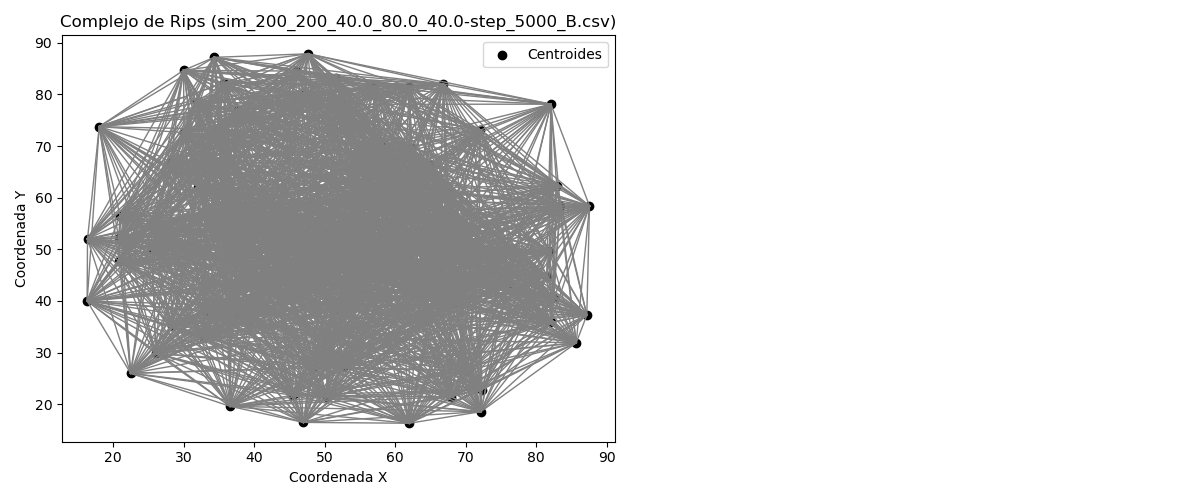 Complejo de Rips (sim_200_200_40.0_80.0_40.0-step_5000_B.csv)
Centroides
Coordenada Y
90
80
70
60
50
40
30
20
20 30 40 50 60 70 80 90
Coordenada X